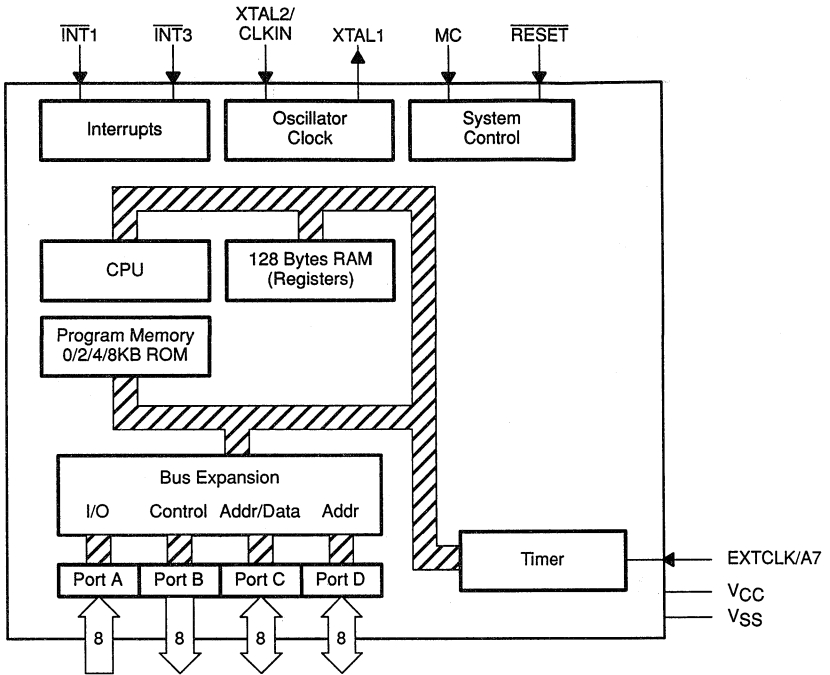 INT1
INT3
XTAL2/
CLKIN
XTAL1
MC
RESET
Interrupts
Oscillator
Clock
System
Control
CPU
128 Bytes RAM
(Registers)
Program Memory
0/2/4/8KB ROM
Bus Expansion
I/O Control Addr/Data Addr
Timer
EXTCLK/A7
Port A Port B Port C Port D
VCC
VSS
8 8 8 8